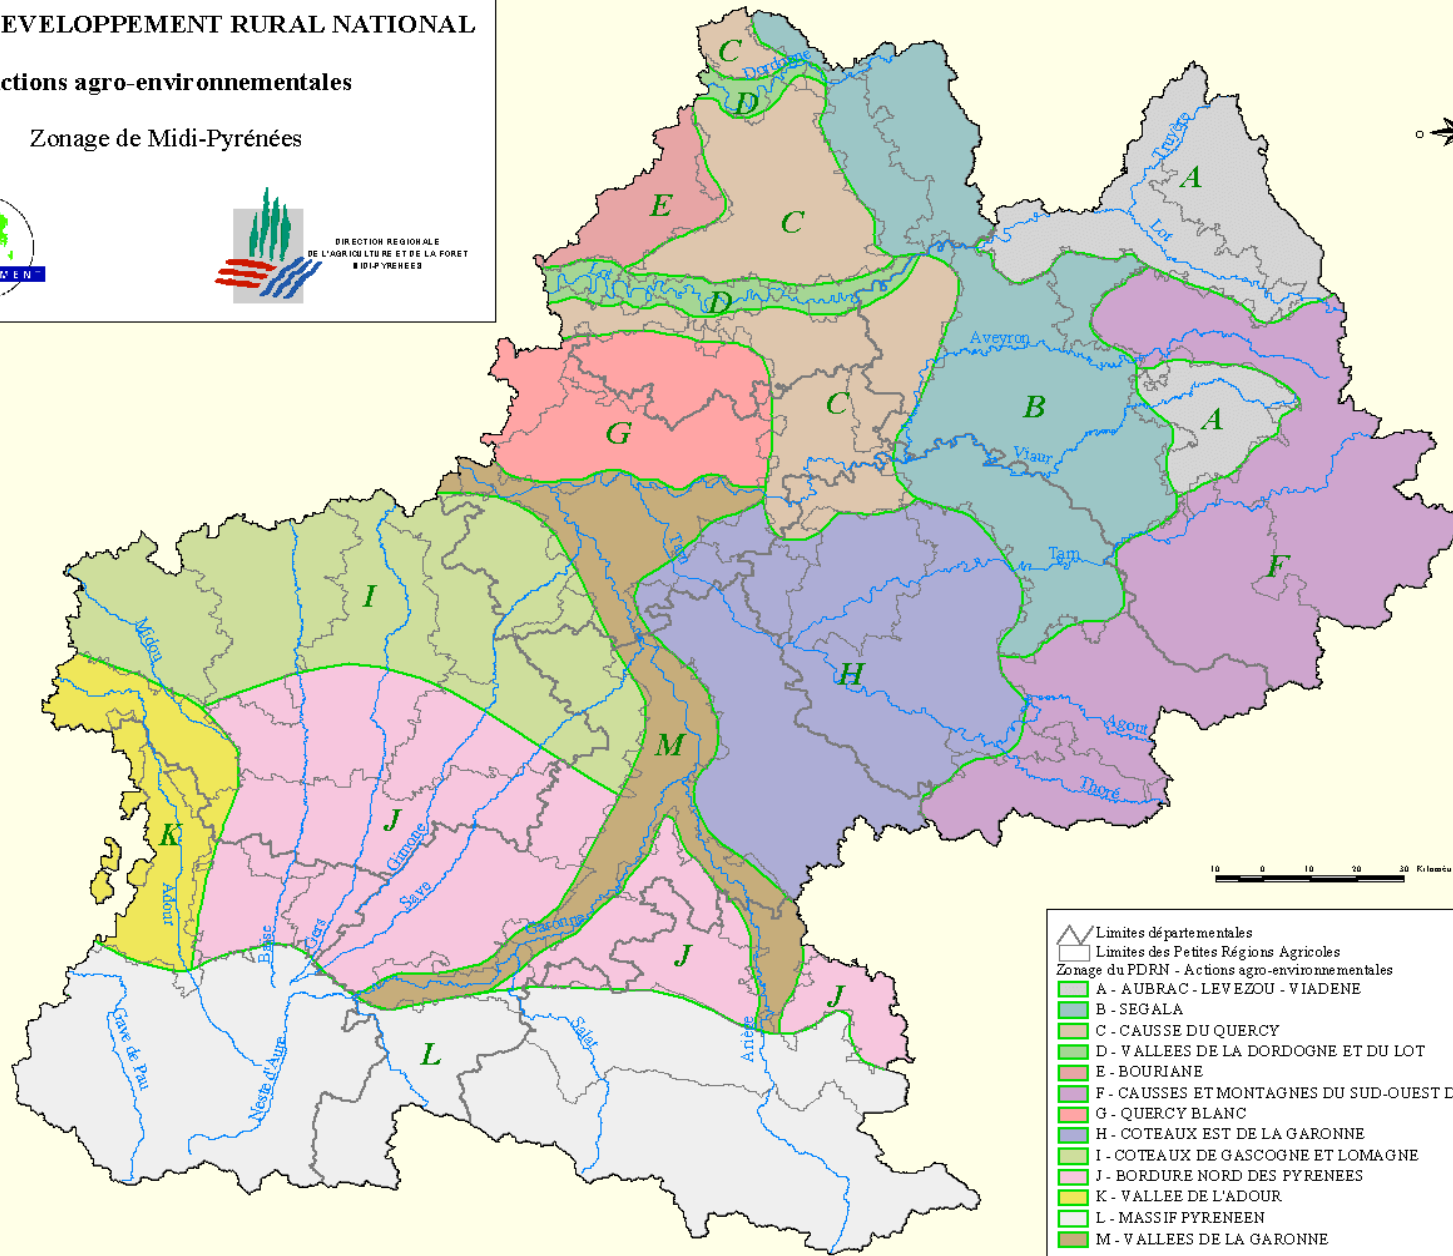 EVELOPPEMENT RURAL NATIONAL
ctions agro-environnementales
Zonage de Midi-Pyrénées
MENT
DIRECTION REGIONALE
DE L'AGRICULTURE ET DE LA FORET
MIDI-PYRENEES
C
Dordogne
D
Truyère
A
E
C
Lot
Lot
D
Aveyron
C
B
A
G
Viaur
Tarn
Tarn
F
I
Midou
H
Agout
M
Thoré
K
J
Gimone
Save
Adour
Garonne
Gers
Baïse
J
J
10 0 10 20 30
Gave de Pau
Neste d'Aure
L
Salat
Ariège
Limites départementales
Limites des Petites Régions Agricoles
Zonage du PDRN - Actions agro-environnementales
A - AUBRAC - LEVEZOU - VIADENE
B - SEGALA
C - CAUSSE DU QUERCY
D - VALLEES DE LA DORDOGNE ET DU LOT
E - BOURIANE
F - CAUSSES ET MONTAGNES DU SUD-OUEST D
G - QUERCY BLANC
H - COTEAUX EST DE LA GARONNE
I - COTEAUX DE GASCOGNE ET LOMAGNE
J - BORDURE NORD DES PYRENEES
K - VALLEE DE L'ADOUR
L - MASSIF PYRENEEN
M - VALLEES DE LA GARONNE